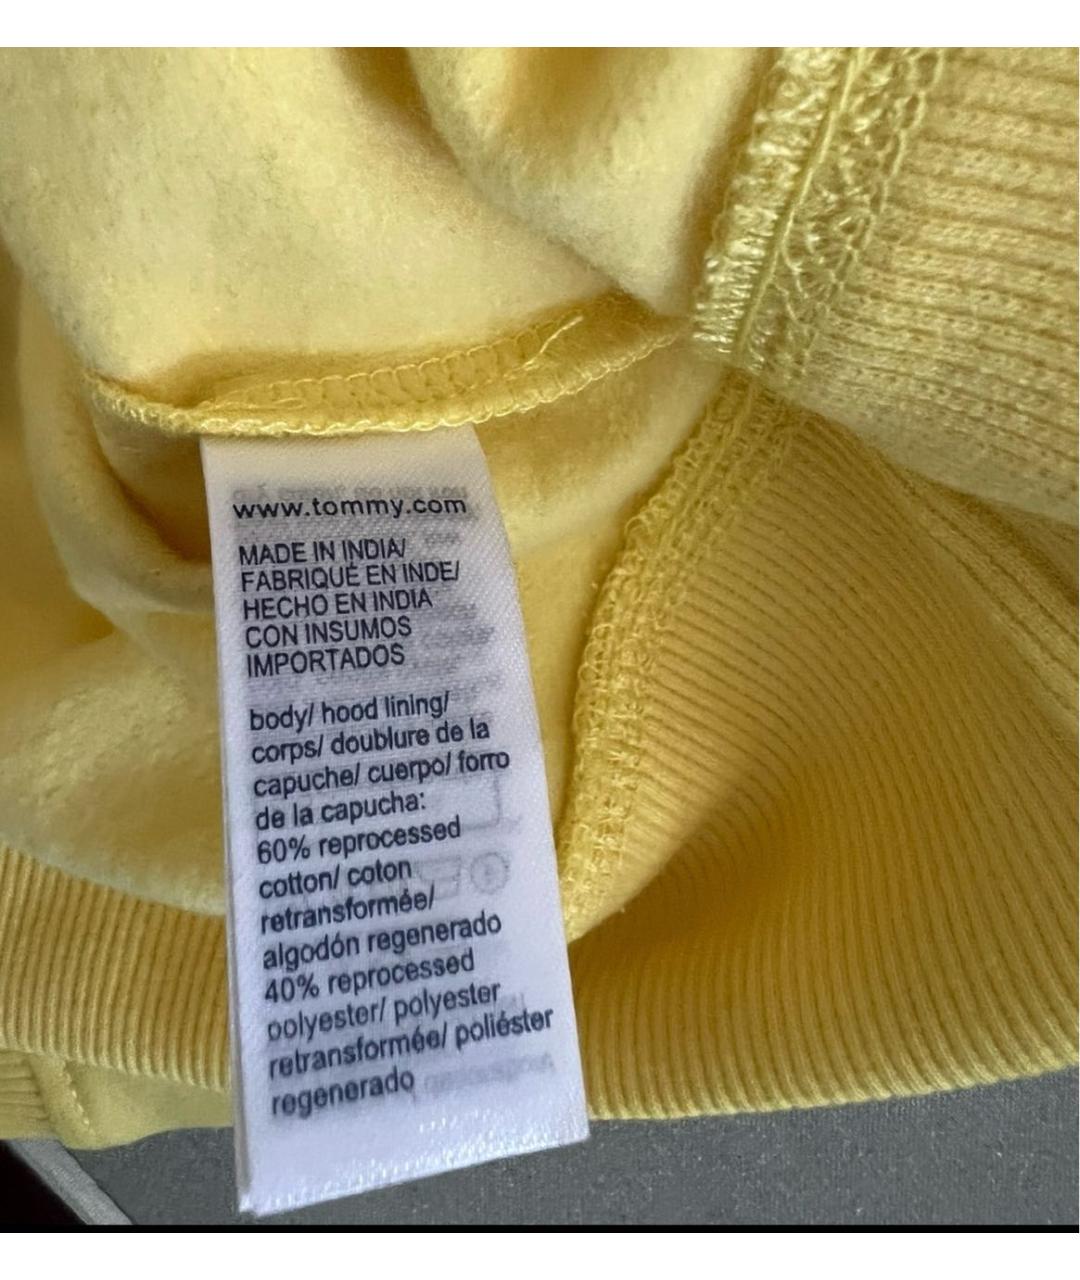 www.tommy.com
MADE IN INDIA/
FABRIQUÉ EN INDE/
HECHO EN INDIA
CON INSUMOS
IMPORTADOS
body/ hood lining/
corps/ doublure de la
capuche/ cuerpo/ forro
de la capucha:
60% reprocessed
cotton/ coton
retransformée/
algodón regenerado
40% reprocessed
polyester/ polyester
retransformée/ poliéster
regenerado